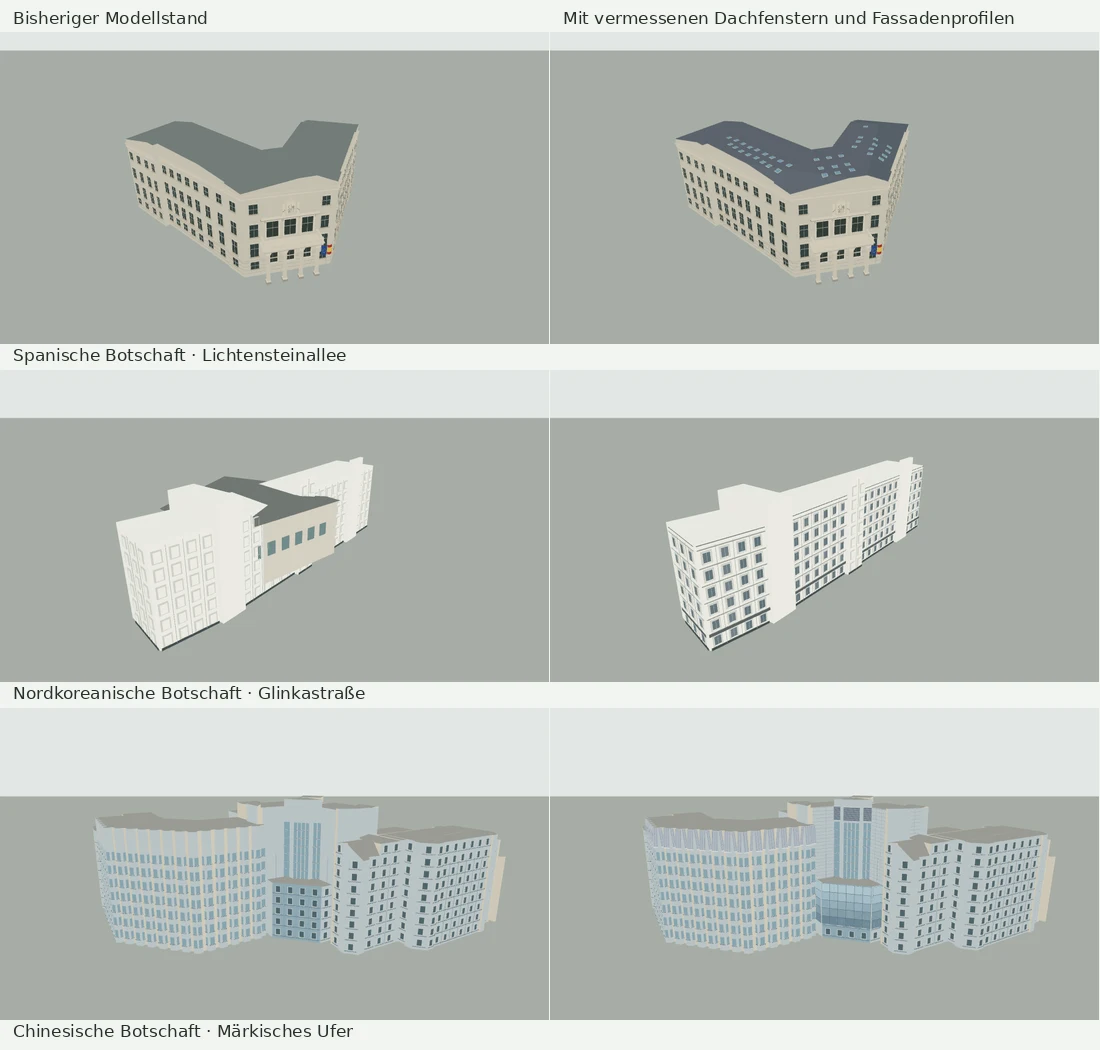 Bisheriger Modellstand
Mit vermessenen Dachfenstern und Fassadenprofilen
Spanische Botschaft · Lichtensteinallee
Nordkoreanische Botschaft · Glinkastraße
Chinesische Botschaft · Märkisches Ufer